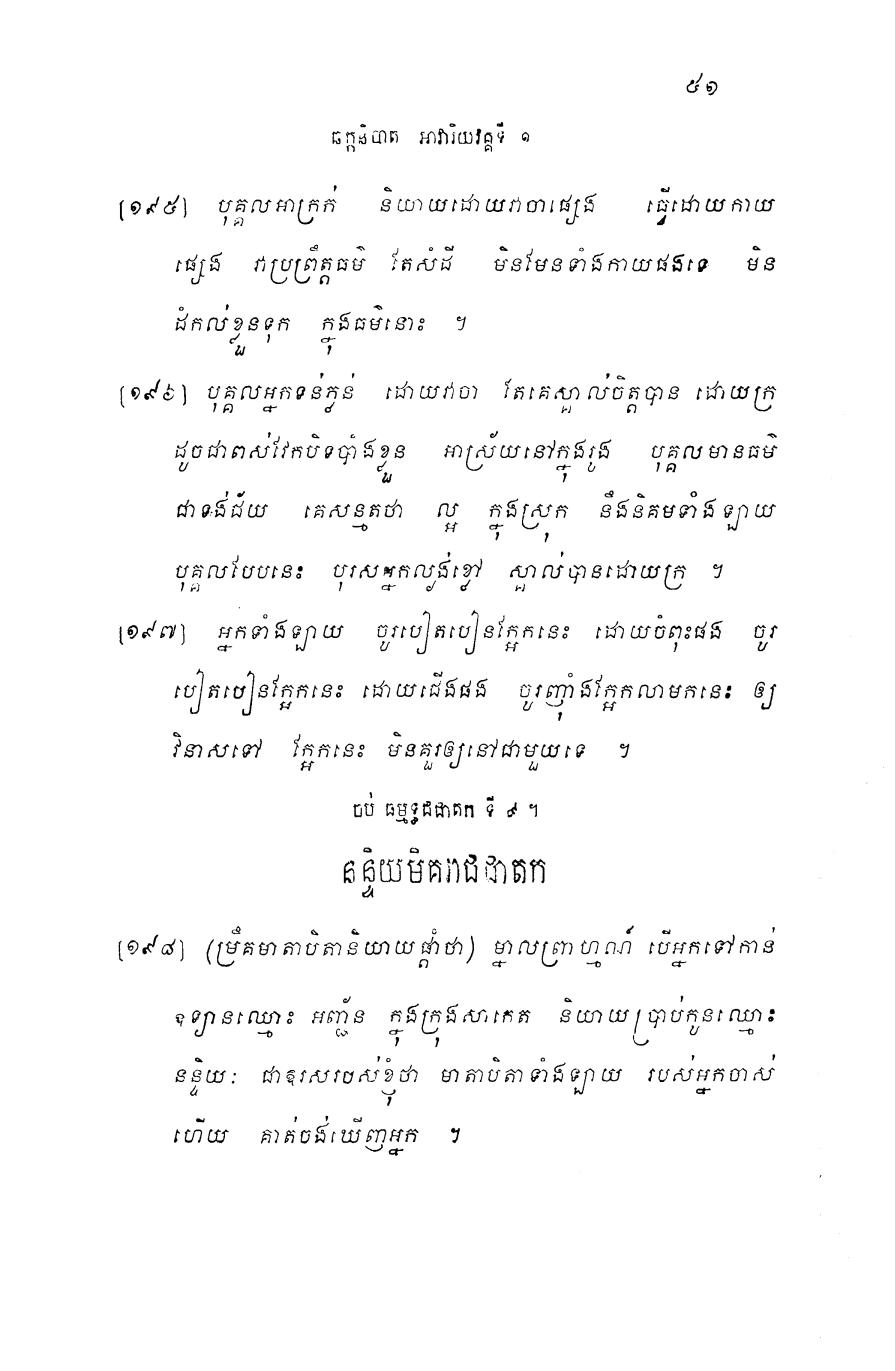 ៥១
ឆក្កនិបាត អាវារិយវគ្គទី ១
[១៩៥] បុគ្គលអាក្រក់ និយាយដោយវាចាផ្សេង ធ្វើដោយកាយ
ផ្សេង វាប្រព្រឹត្តធម៌ តែសំដី មិនមែនទាំងកាយផងទេ មិន
ដំកល់ខ្លួនទុក ក្នុងធម៌នោះ ។
[១៩៦] បុគ្គលអ្នកទន់ភ្លន់ ដោយវាចា តែគេស្គាល់ចិត្តបាន ដោយក្រ
ដូចជាពស់វែកបិទបាំងខ្លួន អាស្រ័យនៅក្នុងរូង បុគ្គលមានធម៌
ជាទង់ជ័យ គេសន្មតថា ល្អ ក្នុងស្រុក នឹងនិគមទាំងឡាយ
បុគ្គលបែបនេះ បុរសអ្នកល្ងង់ខ្លៅ ស្គាល់បានដោយក្រ ។
[១៩៧] អ្នកទាំងឡាយ ចូរបៀតបៀនក្អែកនេះ ដោយចំពុះផង ចូរ
បៀតបៀនក្អែកនេះ ដោយជើងផង ចូរញ៉ាំងក្អែកលាមកនេះ ឲ្យ
វិនាសទៅ ក្អែកនេះ មិនគួរឲ្យនៅជាមួយទេ ។
ចប់ ធម្មទ្ធជជាតក ទី ៩ ។
នន្ទិយមិគរាជជាតក
[១៩៨] (ម្រឹគមាតាបិតានិយាយផ្តាំថា) ម្នាលព្រាហ្មណ៍ បើអ្នកទៅកាន់
ឧទ្យានឈ្មោះ អញ្ជ័ន ក្នុងក្រុងសាកេត និយាយប្រាប់កូនឈ្មោះ
នន្ទិយៈ ជាឱរសរបស់ខ្ញុំថា មាតាបិតាទាំងឡាយ របស់អ្នកចាស់
ហើយ គាត់ចង់ឃើញអ្នក ។